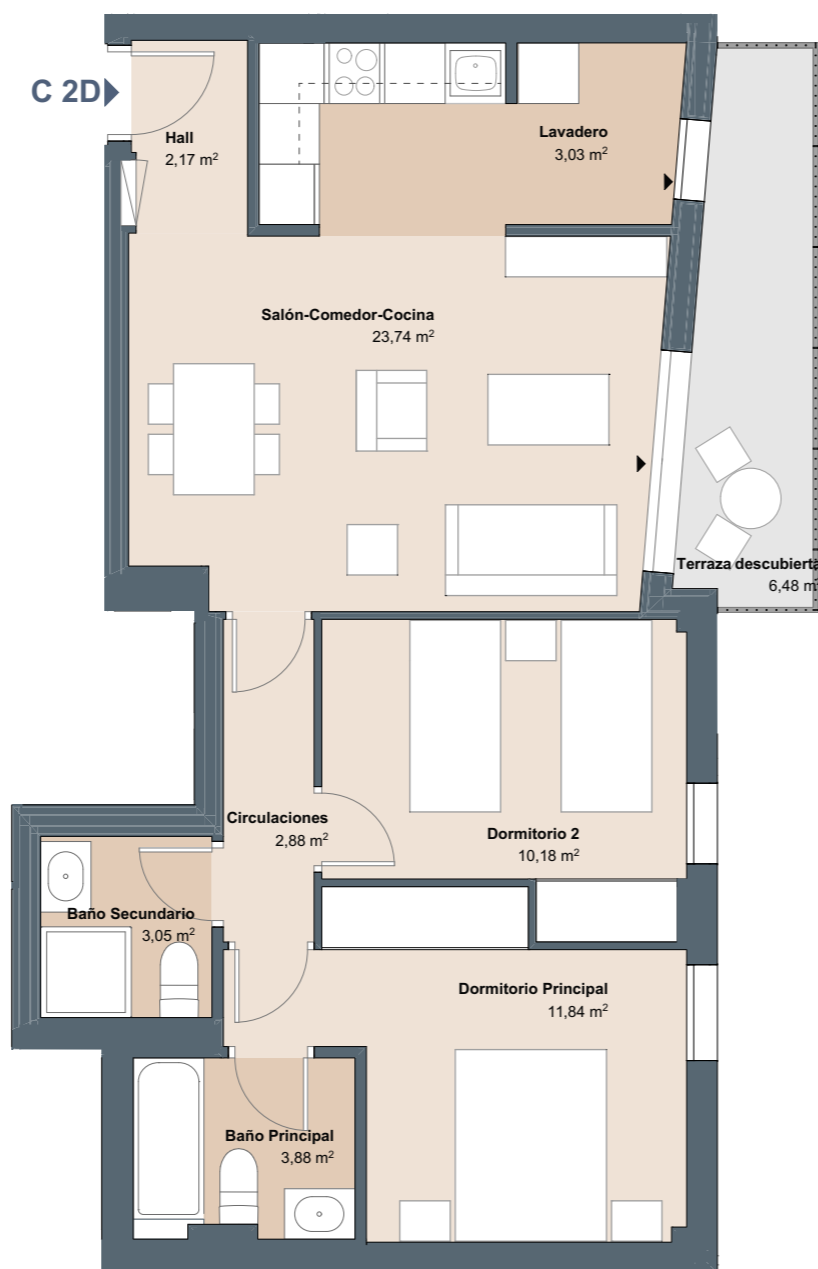 C 2D
Hall
2,17 m²
Lavadero
3,03 m²
Salón-Comedor-Cocina
23,74 m²
Terraza descubierta
6,48 m²
Circulaciones
2,88 m²
Dormitorio 2
10,18 m²
Baño Secundario
3,05 m²
Dormitorio Principal
11,84 m²
Baño Principal
3,88 m²